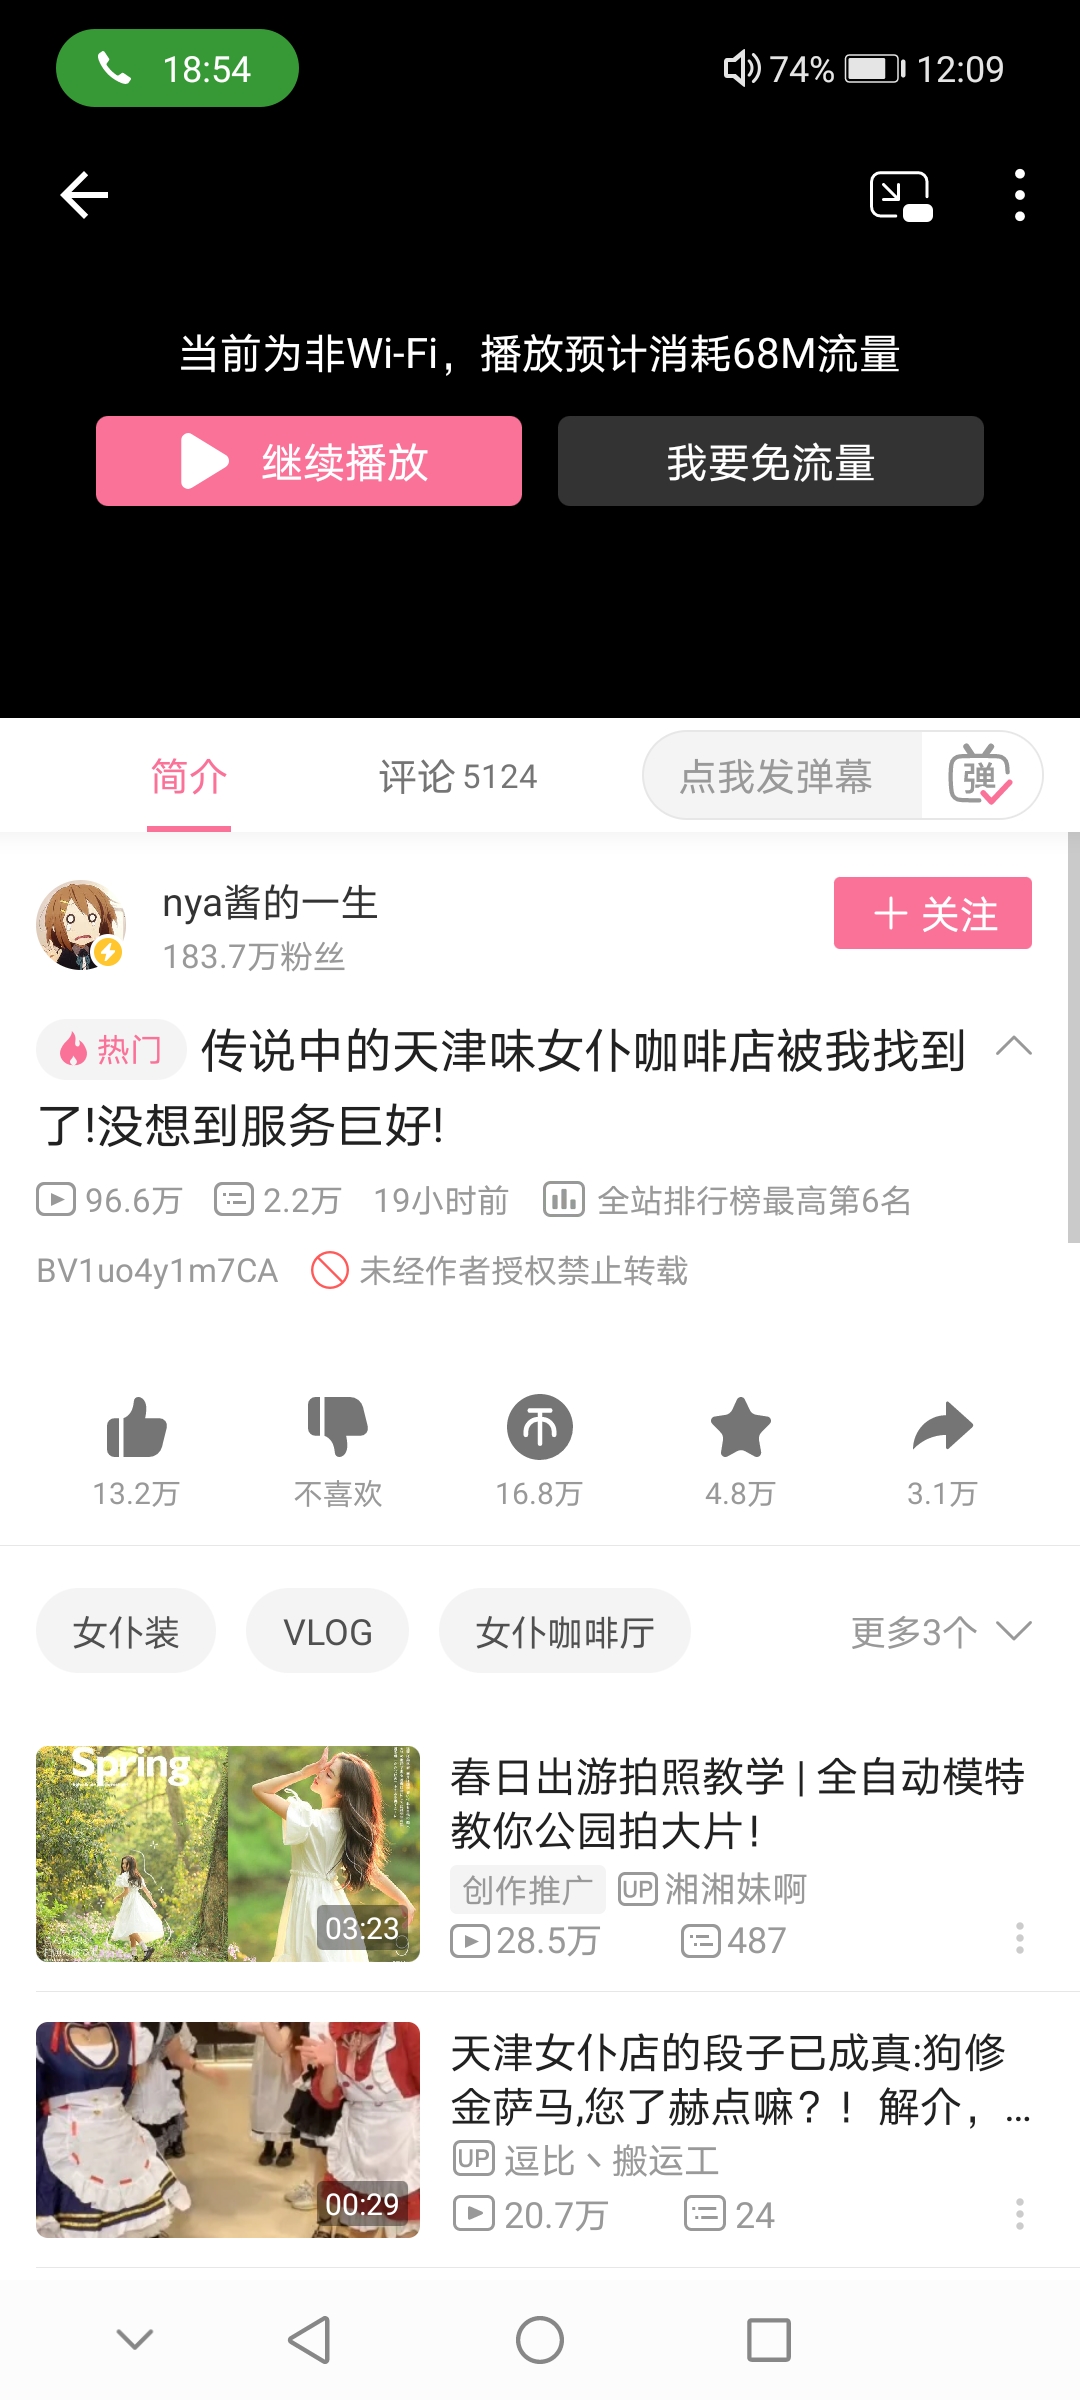 18:54
74% 12:09
当前为非Wi-Fi，播放预计消耗68M流量
继续播放
我要免流量
简介
评论 5124
点我发弹幕
弹
nya酱的一生
183.7万粉丝
关注
热门 传说中的天津味女仆咖啡店被我找到
了!没想到服务巨好!
96.6万 2.2万 19小时前 全站排行榜最高第6名
BV1uo4y1m7CA 未经作者授权禁止转载
13.2万 不喜欢 16.8万 4.8万 3.1万
女仆装 VLOG 女仆咖啡厅 更多3个
Spring
03:23
春日出游拍照教学 | 全自动模特
教你公园拍大片！
创作推广 UP 湘湘妹啊
28.5万 487
00:29
天津女仆店的段子已成真:狗修
金萨马,您了赫点嘛？！ 解介，...
UP 逗比丶搬运工
20.7万 24